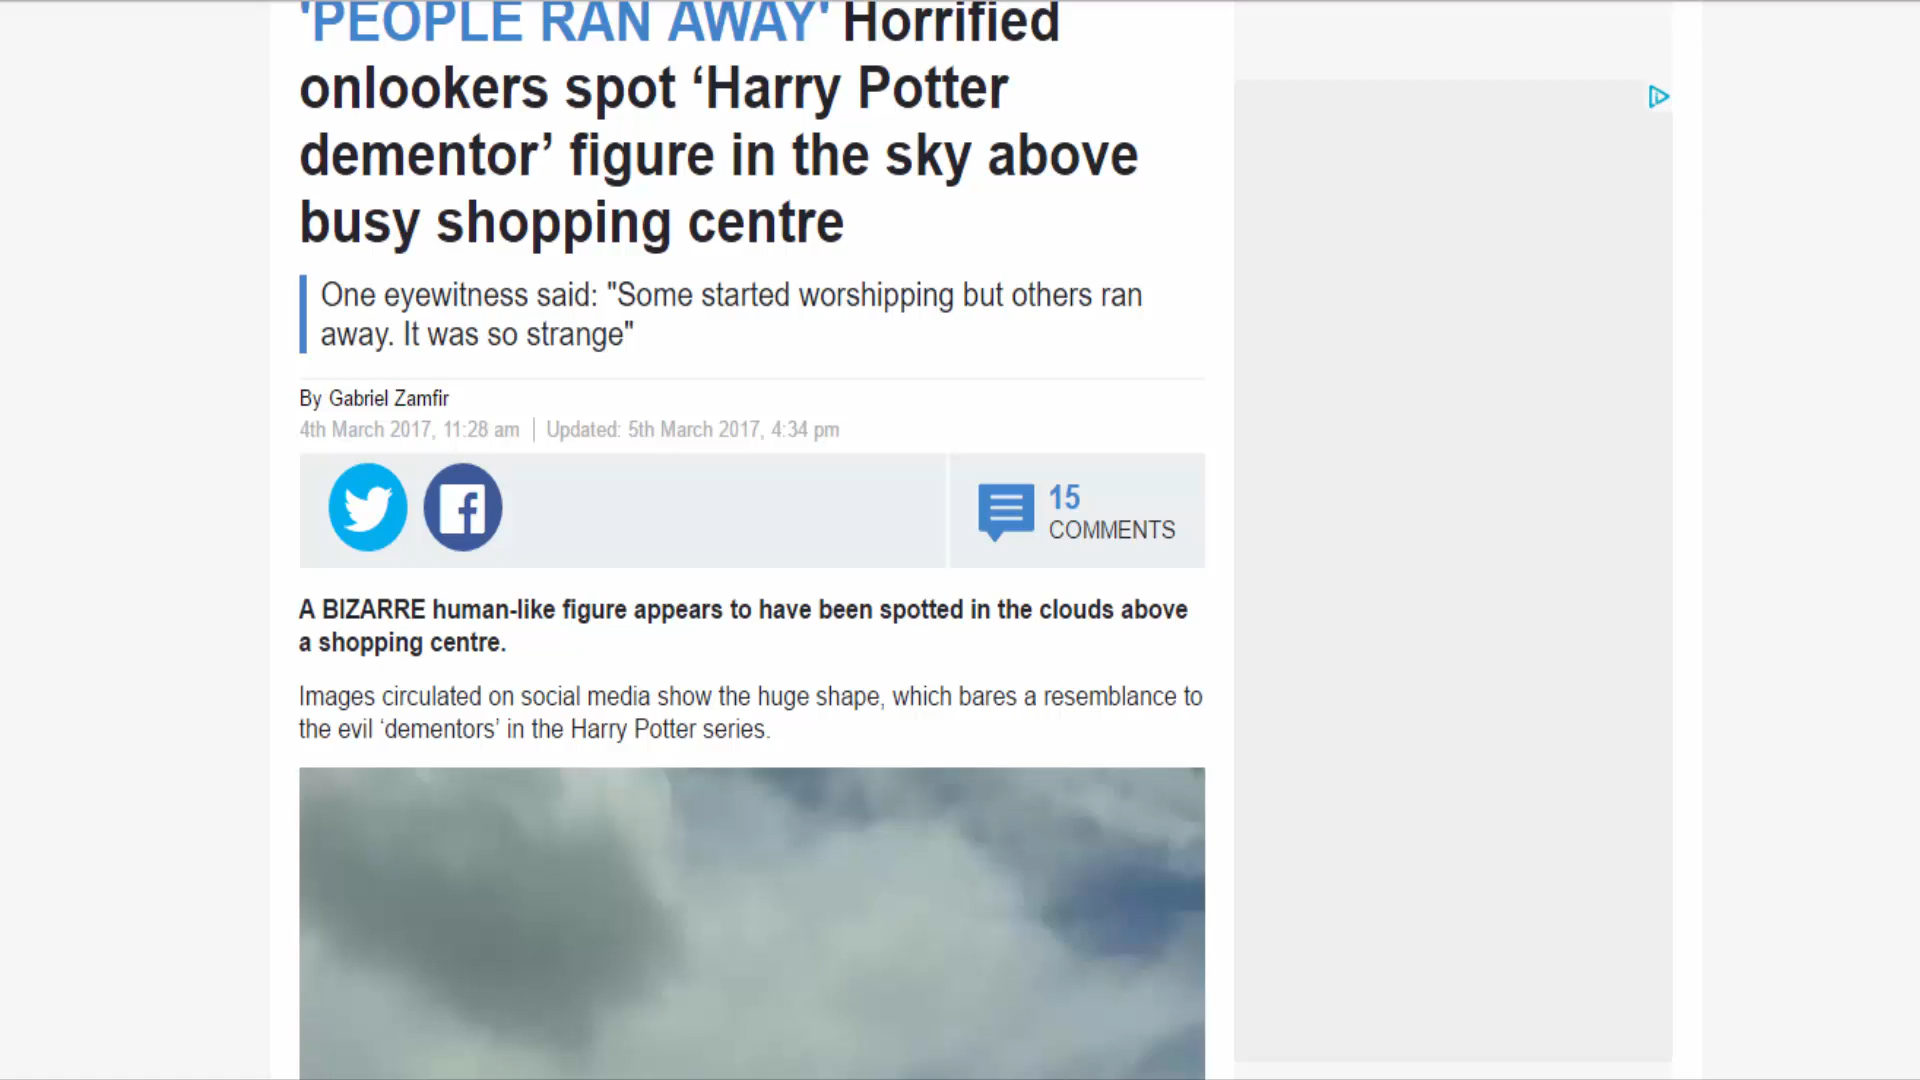 'PEOPLE RAN AWAY' Horrified
onlookers spot ‘Harry Potter
dementor’ figure in the sky above
busy shopping centre
One eyewitness said: "Some started worshipping but others ran
away. It was so strange"
By Gabriel Zamfir
4th March 2017, 11:28 am | Updated: 5th March 2017, 4:34 pm
15
COMMENTS
A BIZARRE human-like figure appears to have been spotted in the clouds above
a shopping centre.
Images circulated on social media show the huge shape, which bares a resemblance to
the evil ‘dementors’ in the Harry Potter series.